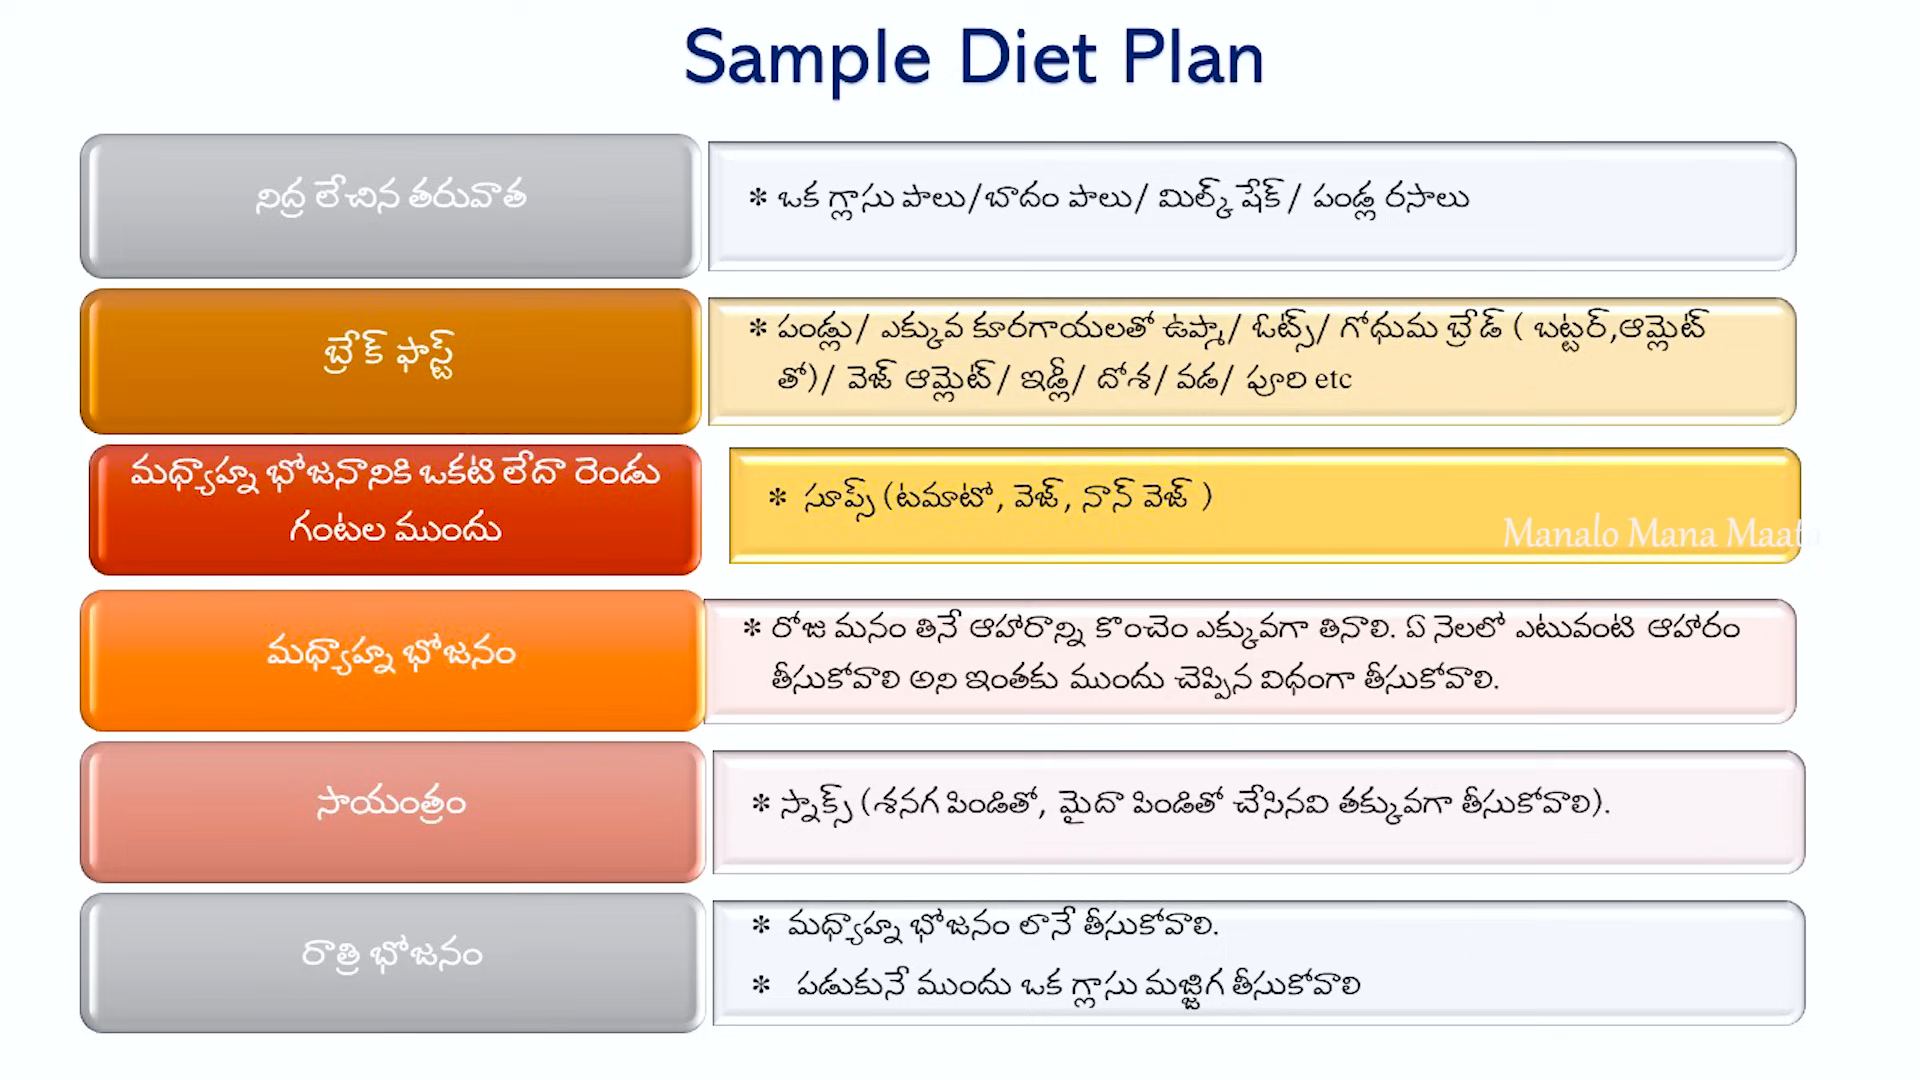 Sample Diet Plan
నిద్ర లేచిన తరువాత
* ఒక గ్లాసు పాలు/బాదం పాలు/ మిల్క్ షేక్ / పండ్ల రసాలు
బ్రేక్ ఫాస్ట్
* పండ్లు/ ఎక్కువ కూరగాయలతో ఉప్మా/ ఓట్స్/ గోధుమ బ్రేడ్ ( బట్టర్,ఆమ్లెట్
తో)/ వెజ్ ఆమ్లెట్/ ఇడ్లీ/ దోశ/ వడ/ పూరి etc
మధ్యాహ్న భోజనానికి ఒకటి లేదా రెండు
గంటల ముందు
* సూప్స్ (టమాటో, వెజ్, నాన్ వెజ్ )
Manalo Mana Maata
మధ్యాహ్న భోజనం
* రోజు మనం తినే ఆహారాన్ని కొంచెం ఎక్కువగా తినాలి. ఏ నెలలో ఎటువంటి ఆహారం
తీసుకోవాలి అని ఇంతకు ముందు చెప్పిన విధంగా తీసుకోవాలి.
సాయంత్రం
* స్నాక్స్ (శనగ పిండితో, మైదా పిండితో చేసినవి తక్కువగా తీసుకోవాలి).
రాత్రి భోజనం
* మధ్యాహ్న భోజనం లానే తీసుకోవాలి.
* పడుకునే ముందు ఒక గ్లాసు మజ్జిగ తీసుకోవాలి